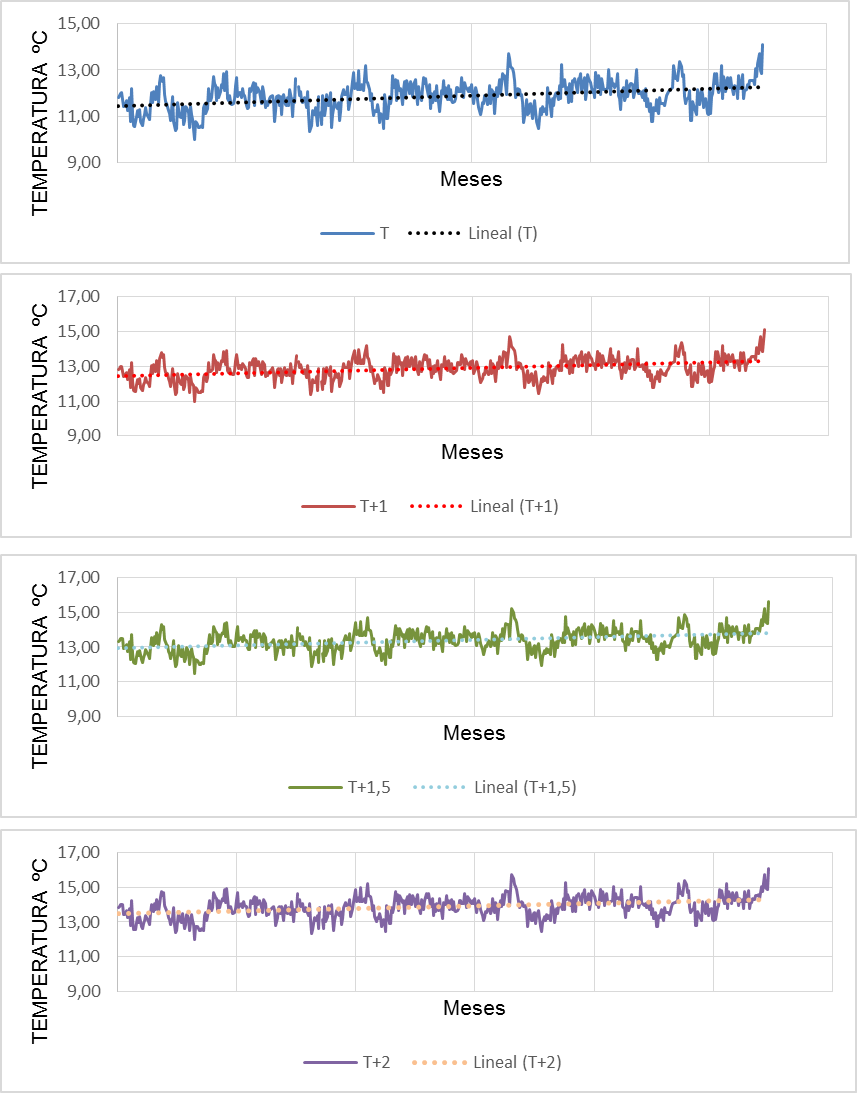 TEMPERATURA ºC
15,00
13,00
11,00
9,00
Meses
T Lineal (T)
TEMPERATURA ºC
17,00
15,00
13,00
11,00
9,00
Meses
T+1 Lineal (T+1)
TEMPERATURA ºC
17,00
15,00
13,00
11,00
9,00
Meses
T+1,5 Lineal (T+1,5)
TEMPERATURA ºC
17,00
15,00
13,00
11,00
9,00
Meses
T+2 Lineal (T+2)